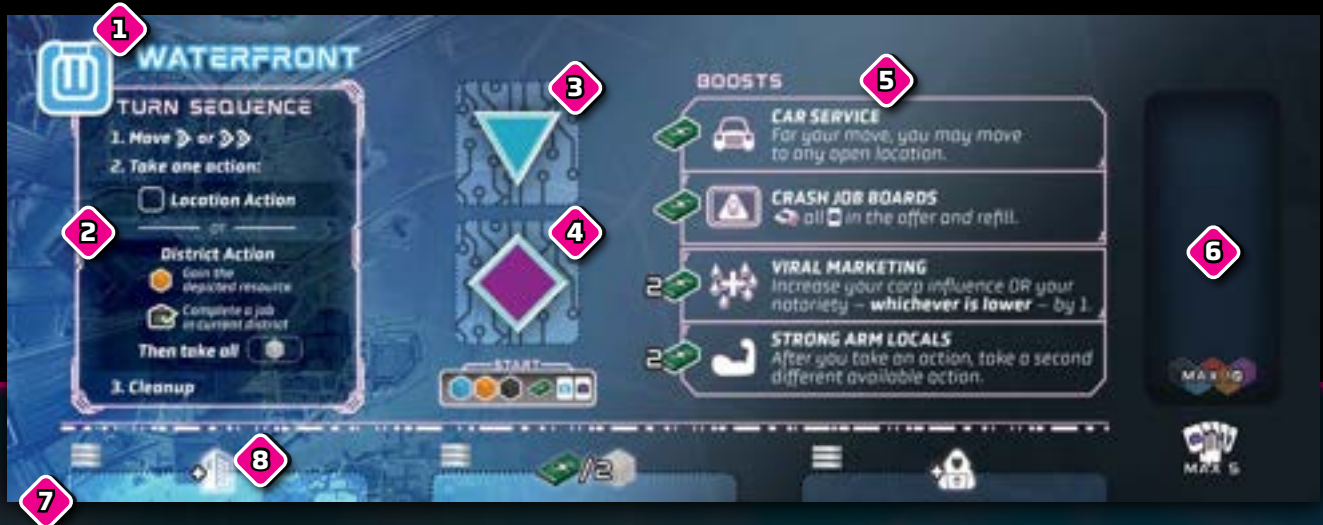 1
WATERFRONT
3
5
BOOSTS
TURN SEQUENCE
1. Move or
2. Take one action:
Location Action
2
or
District Action
Gain the
depicted resource
Complete a job
in current district
Then take all
3. Cleanup
4
START
CAR SERVICE
For your move, you may move
to any open location.
CRASH JOB BOARDS
all in the offer and refill.
2
VIRAL MARKETING
Increase your corp influence OR your
notoriety – whichever is lower – by 1.
2
STRONG ARM LOCALS
After you take an action, take a second
different available action.
6
MAX 10
MAX 5
8
+
/2
+
7